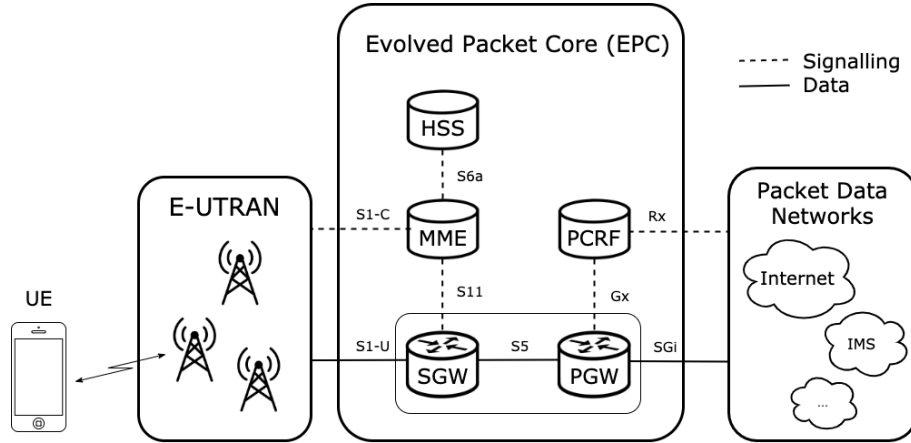 Evolved Packet Core (EPC)
Signalling
Data
HSS
S6a
E-UTRAN
S1-C
MME
PCRF
Rx
Packet Data
Networks
Internet
UE
S11
Gx
S1-U
SGW
S5
PGW
SGi
IMS
...